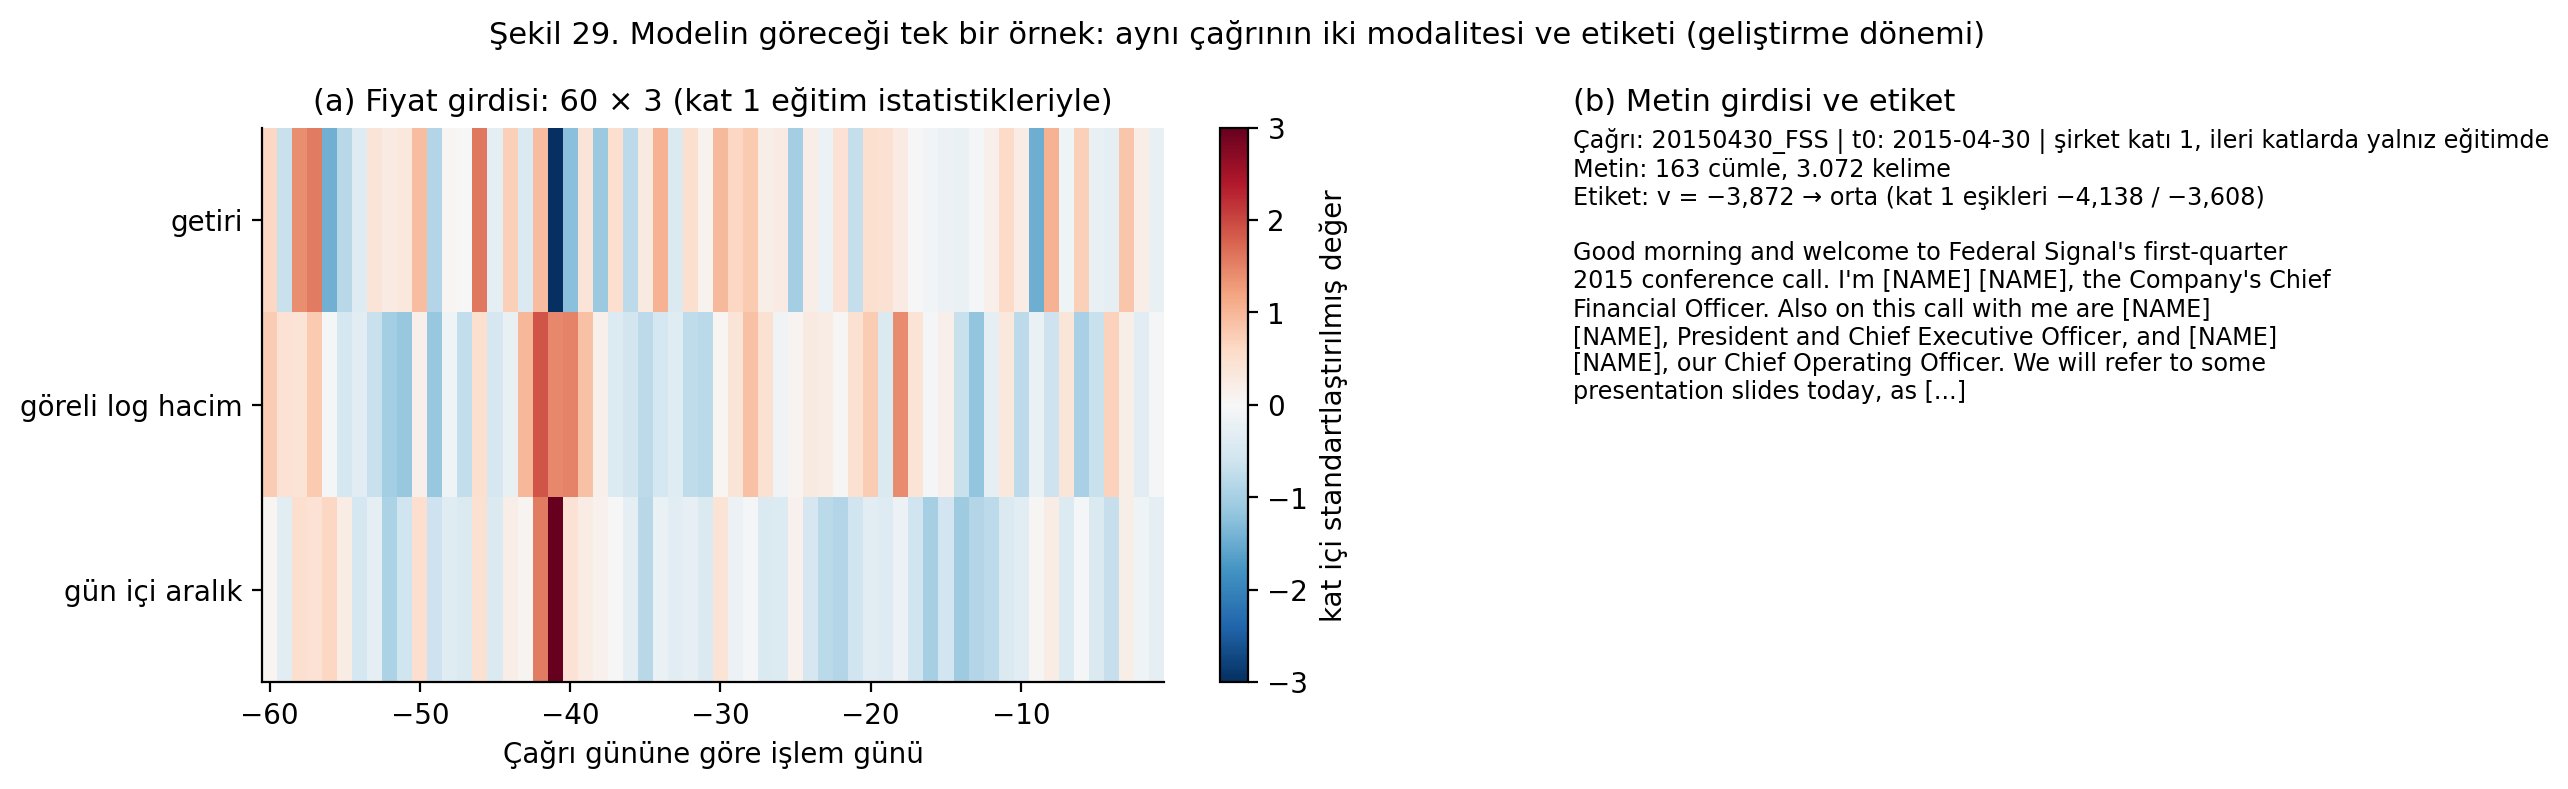 Şekil 29. Modelin göreceği tek bir örnek: aynı çağrının iki modalitesi ve etiketi (geliştirme dönemi)
(a) Fiyat girdisi: 60 × 3 (kat 1 eğitim istatistikleriyle)
getiri
göreli log hacim
gün içi aralık
−60
−50
−40
−30
−20
−10
Çağrı gününe göre işlem günü
3
2
1
0
−1
−2
−3
kat içi standartlaştırılmış değer
(b) Metin girdisi ve etiket
Çağrı: 20150430_FSS | t0: 2015-04-30 | şirket katı 1, ileri katlarda yalnız eğitimde
Metin: 163 cümle, 3.072 kelime
Etiket: v = −3,872 → orta (kat 1 eşikleri −4,138 / −3,608)
Good morning and welcome to Federal Signal's first-quarter
2015 conference call. I'm [NAME] [NAME], the Company's Chief
Financial Officer. Also on this call with me are [NAME]
[NAME], President and Chief Executive Officer, and [NAME]
[NAME], our Chief Operating Officer. We will refer to some
presentation slides today, as [...]